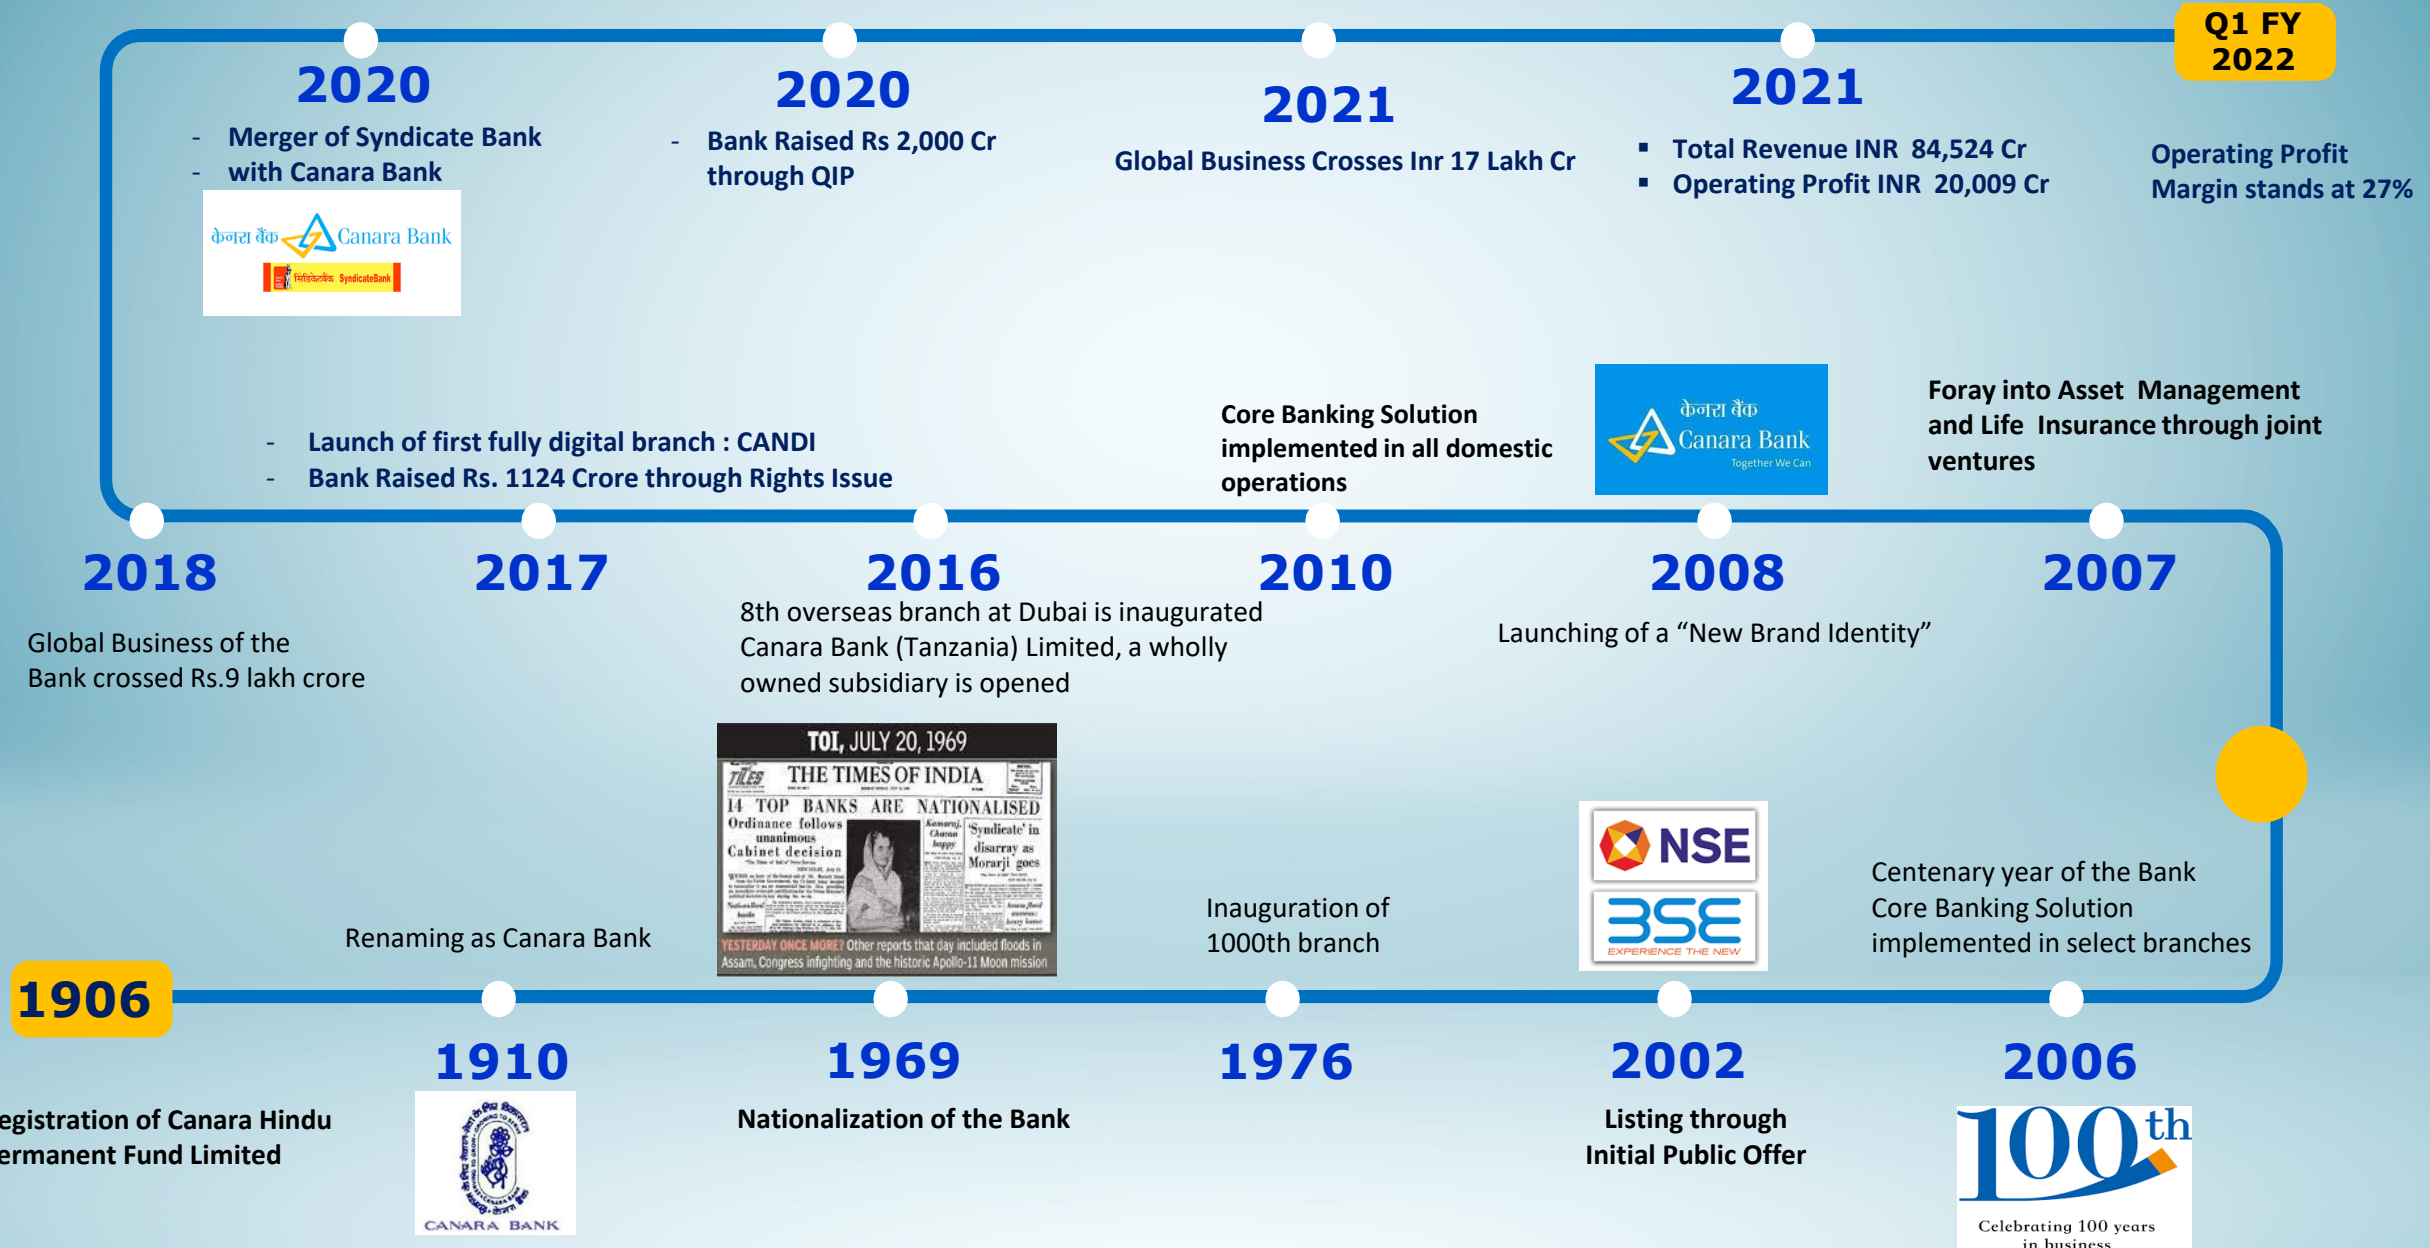 Q1 FY
2022
2020
- Merger of Syndicate Bank
- with Canara Bank
केनरा बैंक Canara Bank
सिंडिकेटबैंक SyndicateBank
2020
- Bank Raised Rs 2,000 Cr
through QIP
2021
Global Business Crosses Inr 17 Lakh Cr
2021
▪ Total Revenue INR 84,524 Cr
▪ Operating Profit INR 20,009 Cr
Operating Profit
Margin stands at 27%
- Launch of first fully digital branch : CANDI
- Bank Raised Rs. 1124 Crore through Rights Issue
Core Banking Solution
implemented in all domestic
operations
केनरा बैंक
Canara Bank
Together We Can
Foray into Asset Management
and Life Insurance through joint
ventures
2018
2017
2016
2010
2008
2007
Global Business of the
Bank crossed Rs.9 lakh crore
8th overseas branch at Dubai is inaugurated
Canara Bank (Tanzania) Limited, a wholly
owned subsidiary is opened
Launching of a “New Brand Identity”
TOI, JULY 20, 1969
THE TIMES OF INDIA
14 TOP BANKS ARE NATIONALISED
Ordinance follows
unanimous
Cabinet decision
Kamaraj,
Charan
happy
'Syndicate' in
disarray as
Morarji goes
YESTERDAY ONCE MORE? Other reports that day included floods in
Assam, Congress infighting and the historic Apollo-11 Moon mission
Renaming as Canara Bank
Inauguration of
1000th branch
NSE
BSE
EXPERIENCE THE NEW
Centenary year of the Bank
Core Banking Solution
implemented in select branches
1906
1910
1969
1976
2002
2006
egistration of Canara Hindu
ermanent Fund Limited
CANARA BANK
Nationalization of the Bank
Listing through
Initial Public Offer
100th
Celebrating 100 years
in business